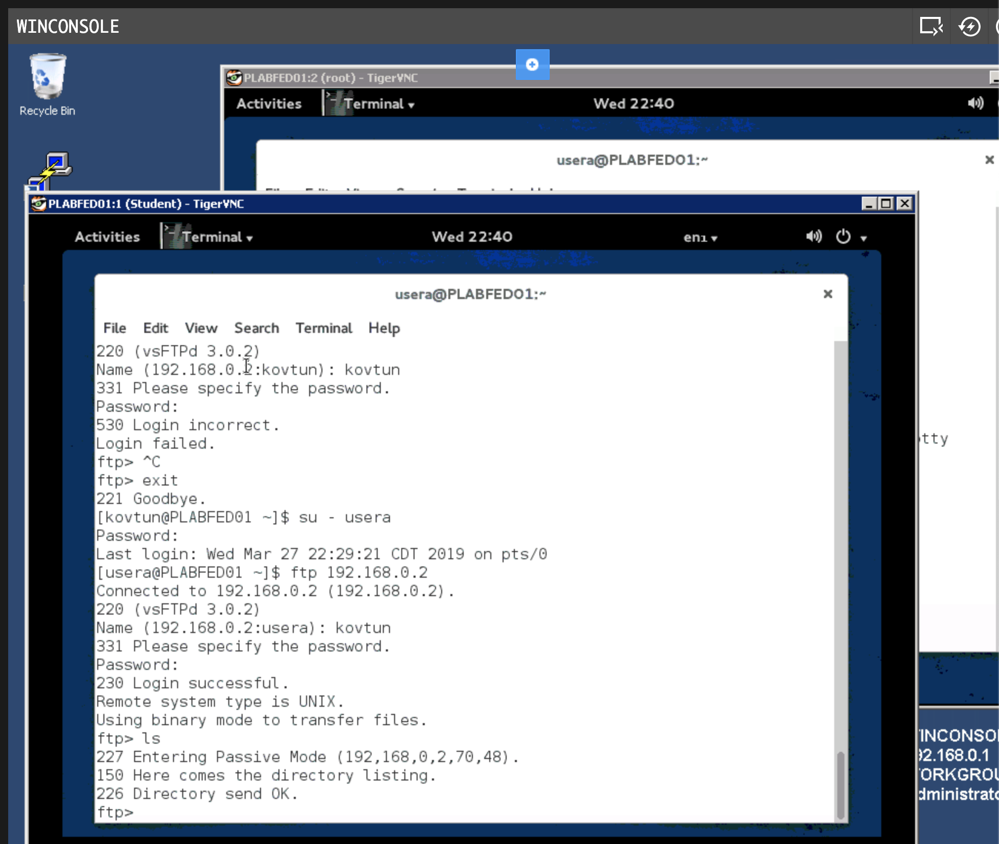 WINCONSOLE
Recycle Bin
PLABFED01:2 (root) - TigerVNC
Activities Terminal Wed 22:40
usera@PLABFEDO1:~
PLABFED01:1 (Student) - TigerVNC
Activities Terminal Wed 22:40 en1
usera@PLABFEDO1:~
File Edit View Search Terminal Help
220 (vsFTPd 3.0.2)
Name (192.168.0.2:kovtun): kovtun
331 Please specify the password.
Password:
530 Login incorrect.
Login failed.
ftp> ^C
ftp> exit
221 Goodbye.
[kovtun@PLABFED01 ~]$ su - usera
Password:
Last login: Wed Mar 27 22:29:21 CDT 2019 on pts/0
[usera@PLABFED01 ~]$ ftp 192.168.0.2
Connected to 192.168.0.2 (192.168.0.2).
220 (vsFTPd 3.0.2)
Name (192.168.0.2:usera): kovtun
331 Please specify the password.
Password:
230 Login successful.
Remote system type is UNIX.
Using binary mode to transfer files.
ftp> ls
227 Entering Passive Mode (192,168,0,2,70,48).
150 Here comes the directory listing.
226 Directory send OK.
ftp>
tty
INCONSO
92.168.0.1
ORKGROU
dministrato